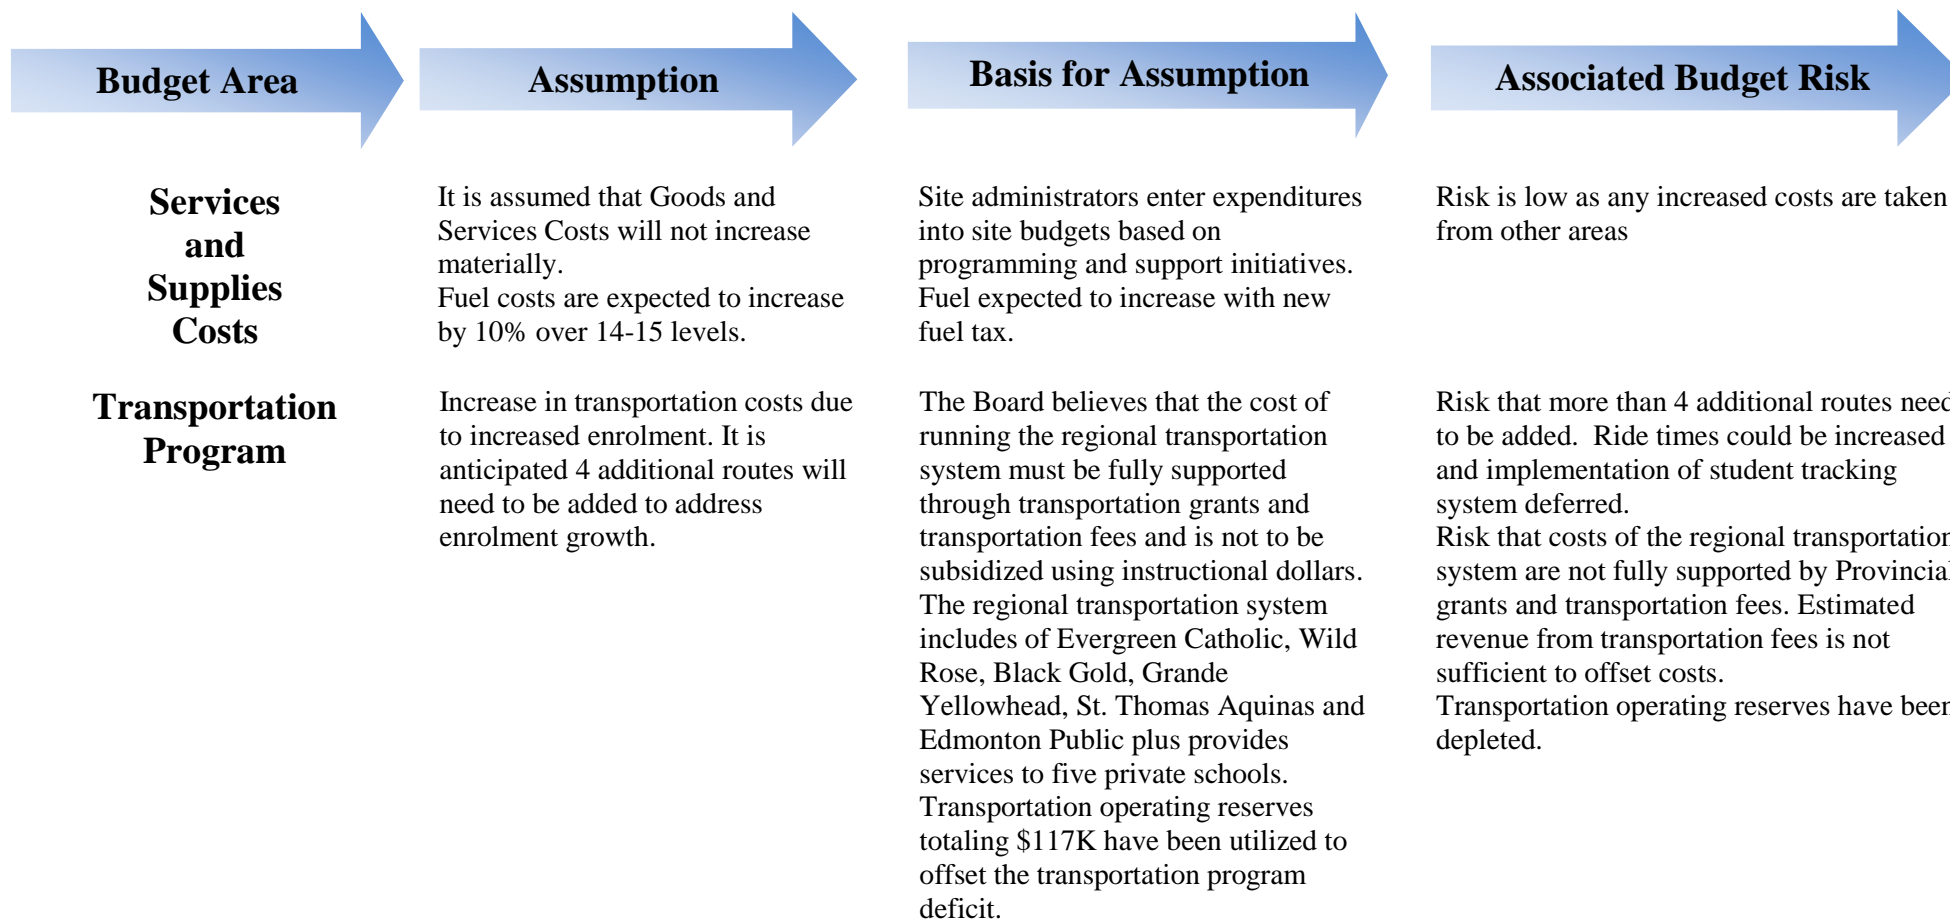 Budget Area
Assumption
Basis for Assumption
Associated Budget Risk
Services
and
Supplies
Costs
It is assumed that Goods and
Services Costs will not increase
materially.
Fuel costs are expected to increase
by 10% over 14-15 levels.
Site administrators enter expenditures
into site budgets based on
programming and support initiatives.
Fuel expected to increase with new
fuel tax.
Risk is low as any increased costs are taken
from other areas
Transportation
Program
Increase in transportation costs due
to increased enrolment. It is
anticipated 4 additional routes will
need to be added to address
enrolment growth.
The Board believes that the cost of
running the regional transportation
system must be fully supported
through transportation grants and
transportation fees and is not to be
subsidized using instructional dollars.
The regional transportation system
includes of Evergreen Catholic, Wild
Rose, Black Gold, Grande
Yellowhead, St. Thomas Aquinas and
Edmonton Public plus provides
services to five private schools.
Transportation operating reserves
totaling $117K have been utilized to
offset the transportation program
deficit.
Risk that more than 4 additional routes need
to be added.  Ride times could be increased
and implementation of student tracking
system deferred.
Risk that costs of the regional transportation
system are not fully supported by Provincial
grants and transportation fees. Estimated
revenue from transportation fees is not
sufficient to offset costs.
Transportation operating reserves have been
depleted.